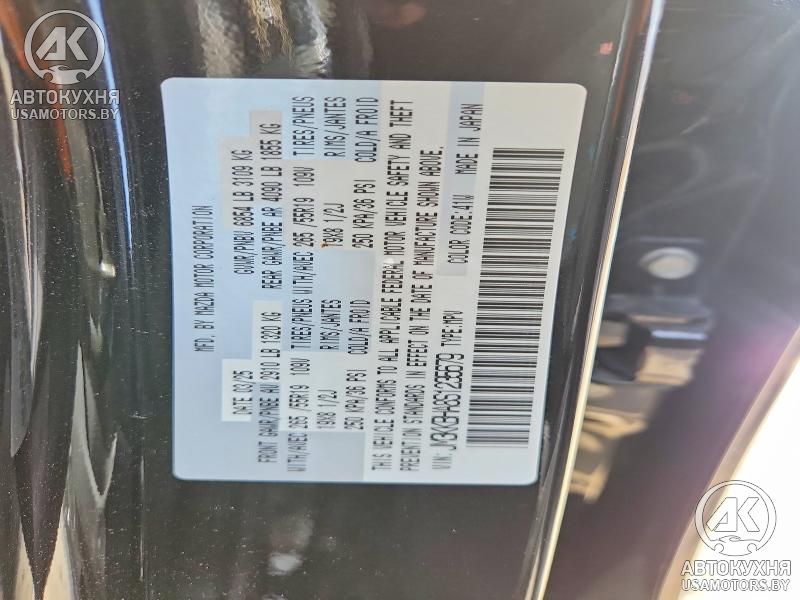 АК
АВТОКУХНЯ
USAMOTORS.BY
MFD. BY MAZDA MOTOR CORPORATION
DATE 02/25 GVWR/PNBV 6854 LB 3109 KG
FRONT GAWR/PNBE AV 2910 LB 1320 KG REAR GAWR/PNBE AR 4090 LB 1855 KG
WITH/AVEC 265 /55R19 109V TIRES/PNEUS WITH/AVEC 265 /55R19 109V TIRES/PNEUS
19X8 1/2J RIMS/JANTES 19X8 1/2J RIMS/JANTES
250 KPA/36 PSI COLD/A FROID 250 KPA/36 PSI COLD/A FROID
THIS VEHICLE CONFORMS TO ALL APPLICABLE FEDERAL MOTOR VEHICLE SAFETY AND THEFT
PREVENTION STANDARDS IN EFFECT ON THE DATE OF MANUFACTURE SHOWN ABOVE.
VIN: TYPE:MPV COLOR CODE:41W MADE IN JAPAN
АК
АВТОКУХНЯ
USAMOTORS.BY